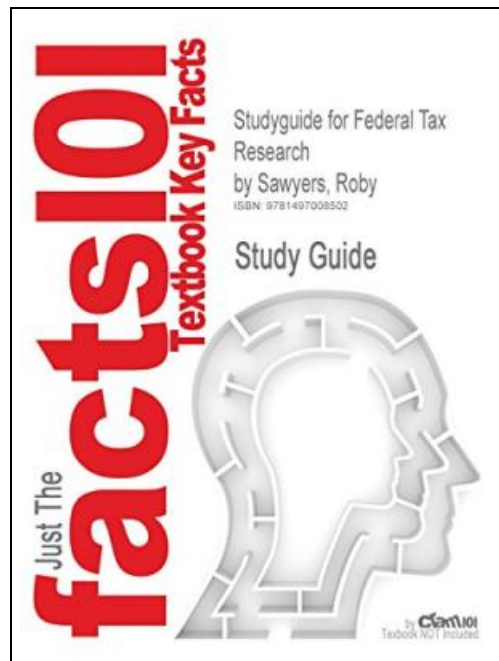 Just The
facts101
Textbook Key Facts
Studyguide for Federal Tax
Research
by Sawyers, Roby
ISBN: 9781497008502
Study Guide
by Cram101
Textbook NOT Included